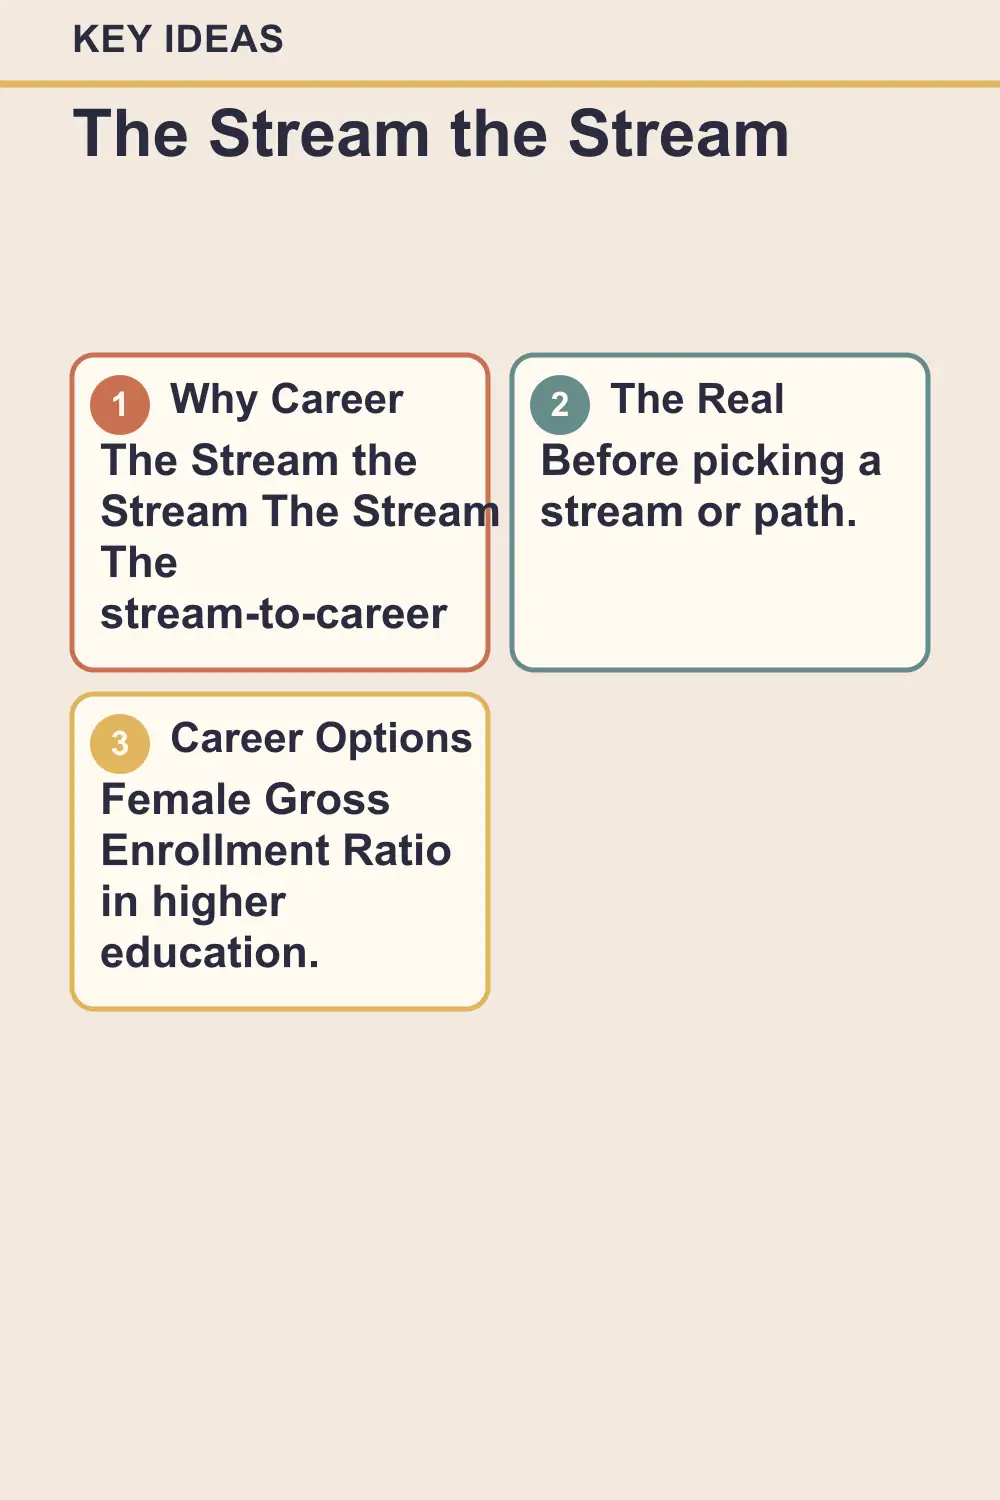 KEY IDEAS
The Stream the Stream
1 Why Career
The Stream the
Stream The Stream
The
stream-to-career
2 The Real
Before picking a
stream or path.
3 Career Options
Female Gross
Enrollment Ratio
in higher
education.